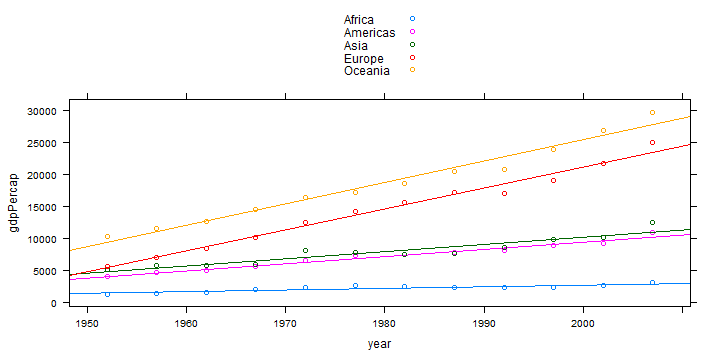 Africa
Americas
Asia
Europe
Oceania
30000
25000
20000
15000
10000
5000
0
gdpPercap
1950 1960 1970 1980 1990 2000
year